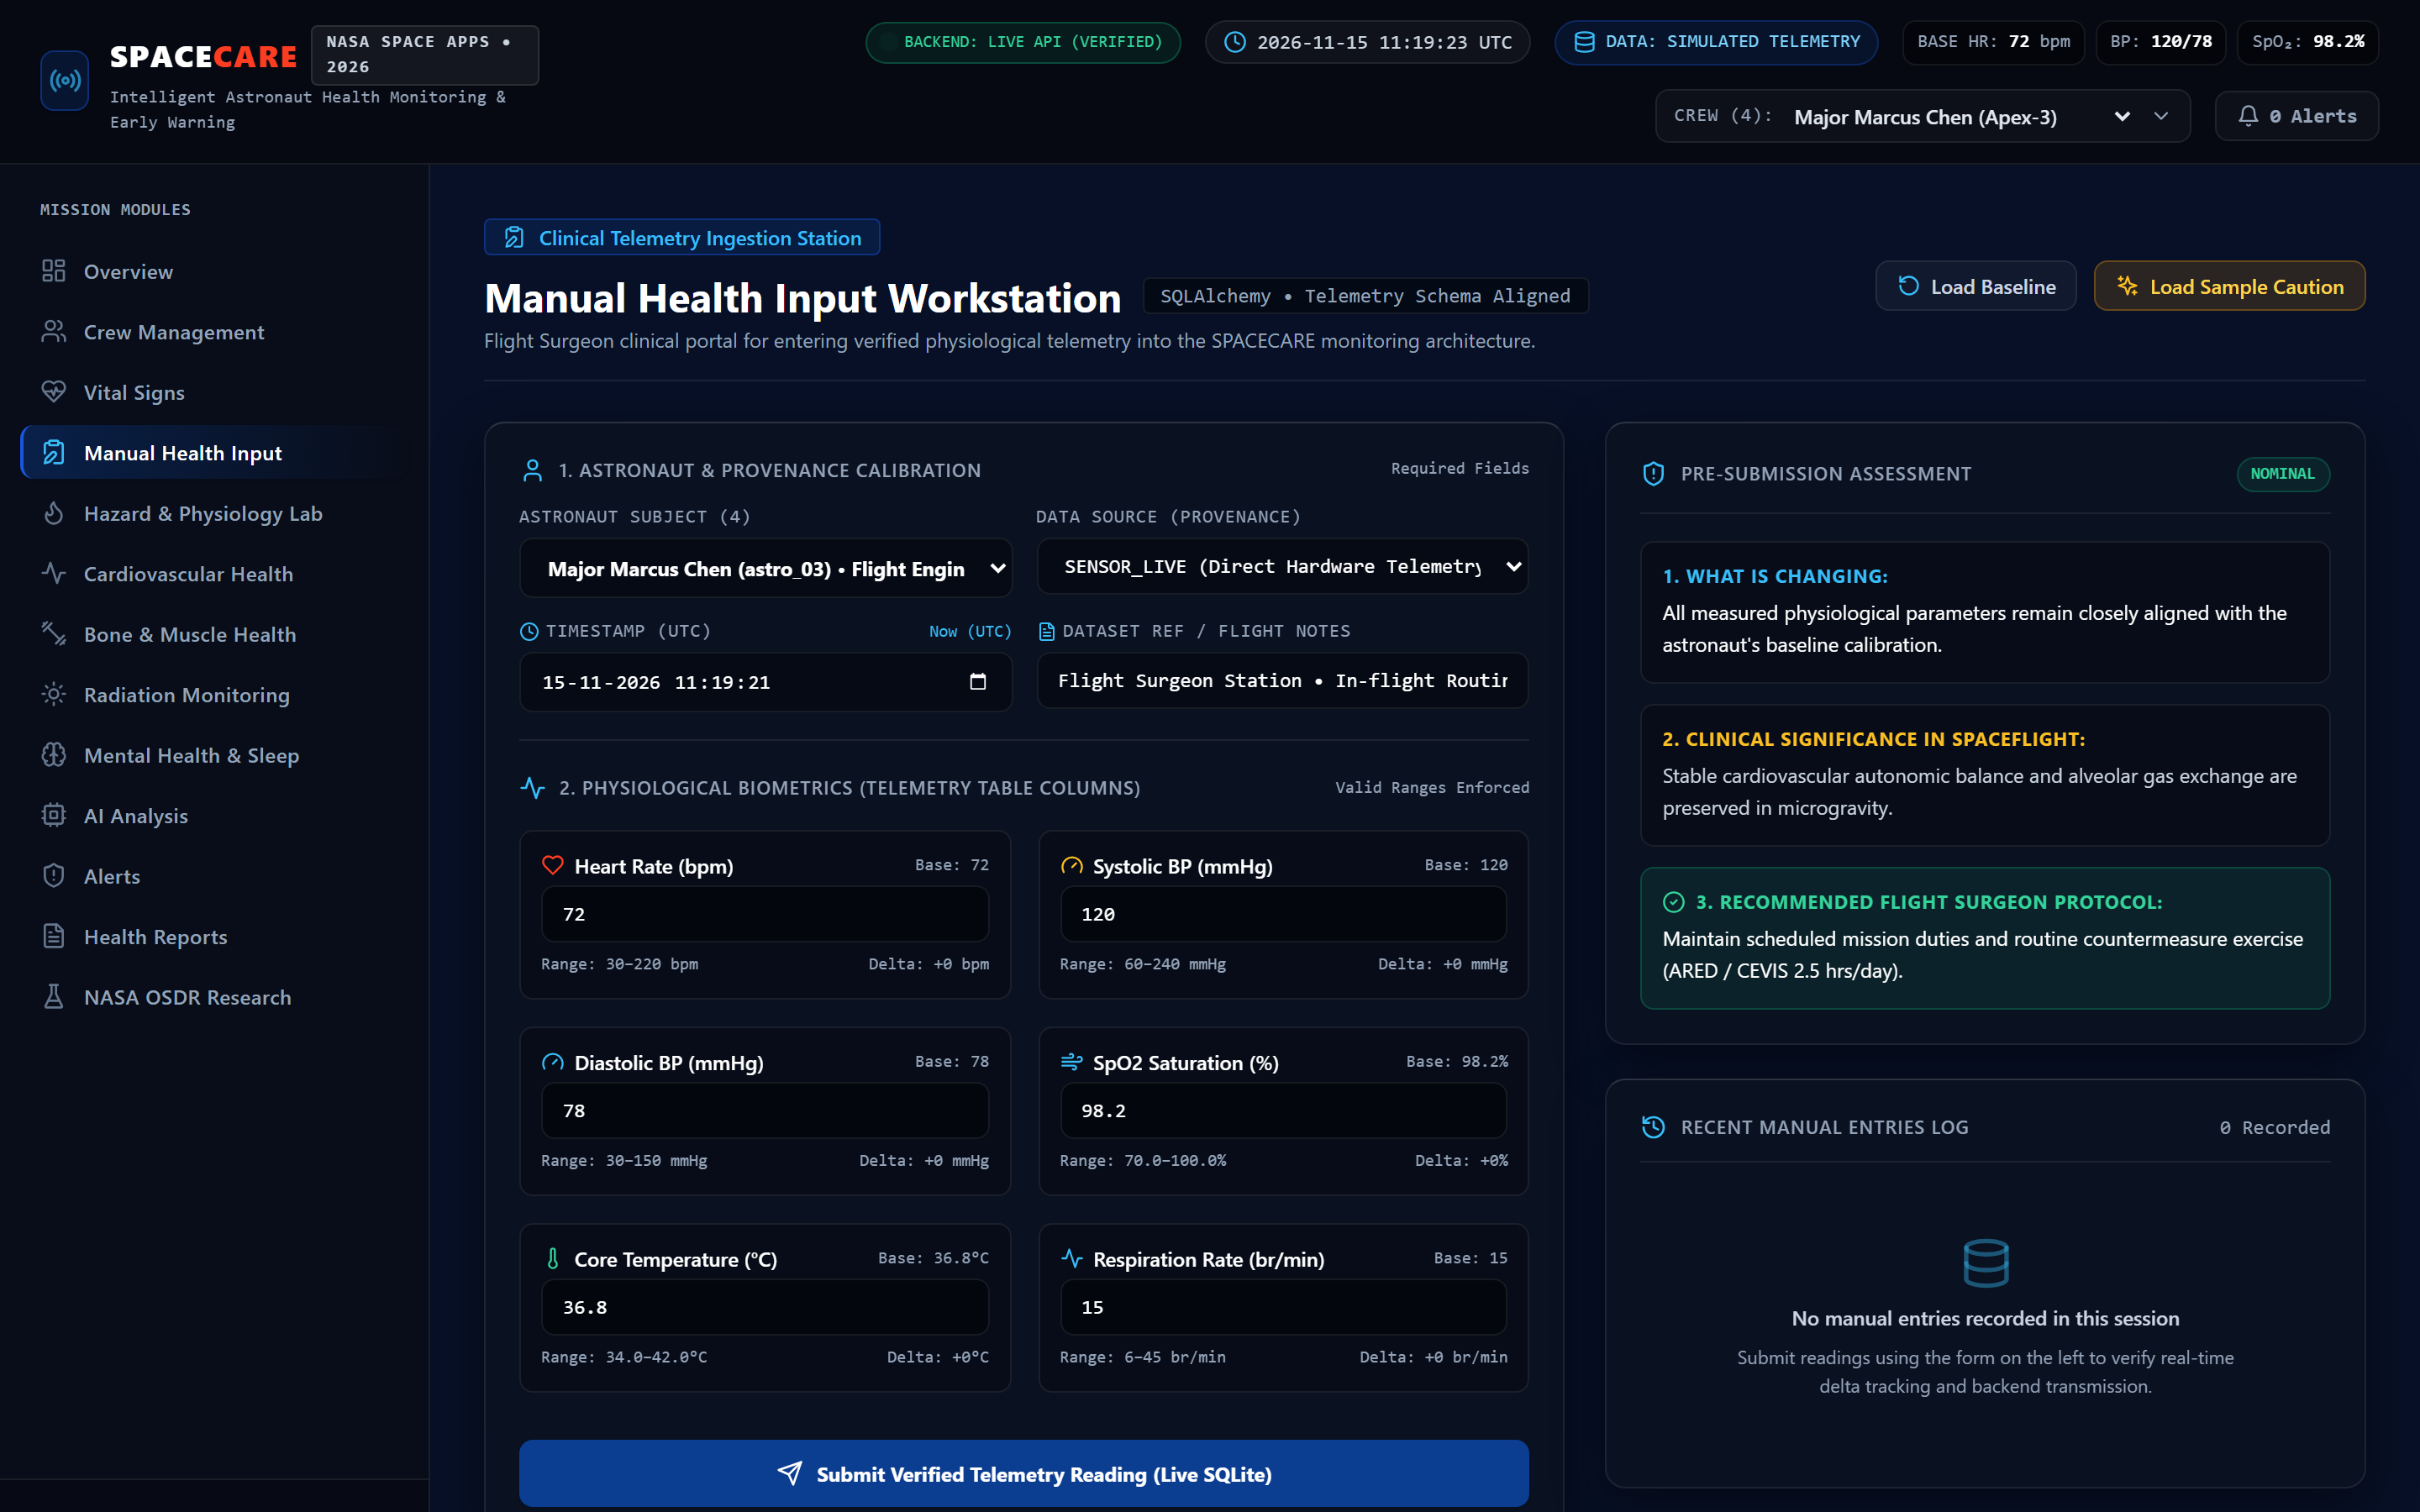 SPACECARE
NASA SPACE APPS •
2026
Intelligent Astronaut Health Monitoring &
Early Warning
BACKEND: LIVE API (VERIFIED)
2026-11-15 11:19:23 UTC
DATA: SIMULATED TELEMETRY
BASE HR: 72 bpm
BP: 120/78
SpO₂: 98.2%
CREW (4): Major Marcus Chen (Apex-3)
0 Alerts
MISSION MODULES
Overview
Crew Management
Vital Signs
Manual Health Input
Hazard & Physiology Lab
Cardiovascular Health
Bone & Muscle Health
Radiation Monitoring
Mental Health & Sleep
AI Analysis
Alerts
Health Reports
NASA OSDR Research
Clinical Telemetry Ingestion Station
Manual Health Input Workstation
SQLAlchemy • Telemetry Schema Aligned
Flight Surgeon clinical portal for entering verified physiological telemetry into the SPACECARE monitoring architecture.
Load Baseline
Load Sample Caution
1. ASTRONAUT & PROVENANCE CALIBRATION
Required Fields
ASTRONAUT SUBJECT (4)
DATA SOURCE (PROVENANCE)
Major Marcus Chen (astro_03) • Flight Engin
SENSOR_LIVE (Direct Hardware Telemetry
TIMESTAMP (UTC)
Now (UTC)
DATASET REF / FLIGHT NOTES
15-11-2026 11:19:21
Flight Surgeon Station • In-flight Routin
2. PHYSIOLOGICAL BIOMETRICS (TELEMETRY TABLE COLUMNS)
Valid Ranges Enforced
Heart Rate (bpm)
Base: 72
72
Range: 30–220 bpm
Delta: +0 bpm
Systolic BP (mmHg)
Base: 120
120
Range: 60–240 mmHg
Delta: +0 mmHg
Diastolic BP (mmHg)
Base: 78
78
Range: 30–150 mmHg
Delta: +0 mmHg
SpO2 Saturation (%)
Base: 98.2%
98.2
Range: 70.0–100.0%
Delta: +0%
Core Temperature (°C)
Base: 36.8°C
36.8
Range: 34.0–42.0°C
Delta: +0°C
Respiration Rate (br/min)
Base: 15
15
Range: 6–45 br/min
Delta: +0 br/min
Submit Verified Telemetry Reading (Live SQLite)
PRE-SUBMISSION ASSESSMENT
NOMINAL
1. WHAT IS CHANGING:
All measured physiological parameters remain closely aligned with the
astronaut's baseline calibration.
2. CLINICAL SIGNIFICANCE IN SPACEFLIGHT:
Stable cardiovascular autonomic balance and alveolar gas exchange are
preserved in microgravity.
3. RECOMMENDED FLIGHT SURGEON PROTOCOL:
Maintain scheduled mission duties and routine countermeasure exercise
(ARED / CEVIS 2.5 hrs/day).
RECENT MANUAL ENTRIES LOG
0 Recorded
No manual entries recorded in this session
Submit readings using the form on the left to verify real-time
delta tracking and backend transmission.